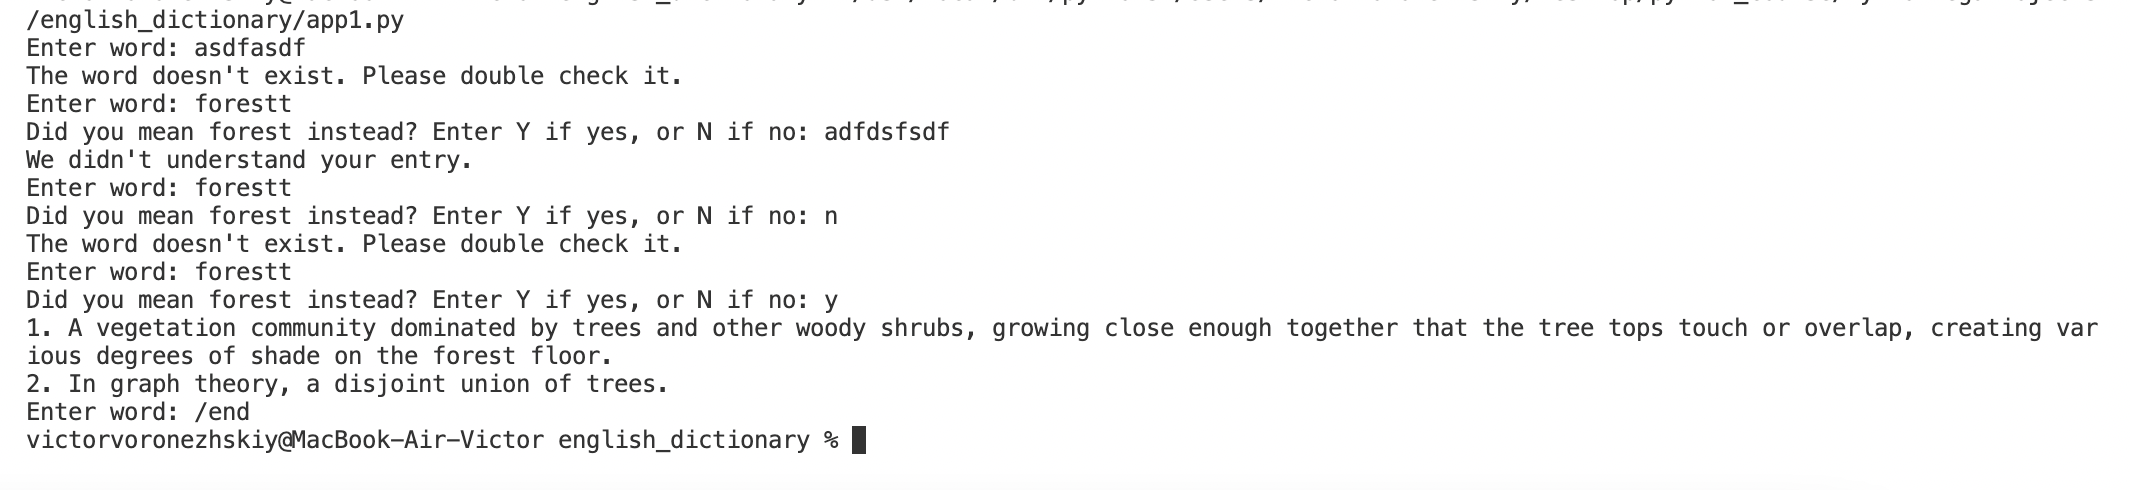 /english_dictionary/app1.py
Enter word: asdfasdf
The word doesn't exist. Please double check it.
Enter word: forestt
Did you mean forest instead? Enter Y if yes, or N if no: adfdsfsdf
We didn't understand your entry.
Enter word: forestt
Did you mean forest instead? Enter Y if yes, or N if no: n
The word doesn't exist. Please double check it.
Enter word: forestt
Did you mean forest instead? Enter Y if yes, or N if no: y
1. A vegetation community dominated by trees and other woody shrubs, growing close enough together that the tree tops touch or overlap, creating var
ious degrees of shade on the forest floor.
2. In graph theory, a disjoint union of trees.
Enter word: /end
victorvoronezhskiy@MacBook-Air-Victor english_dictionary %